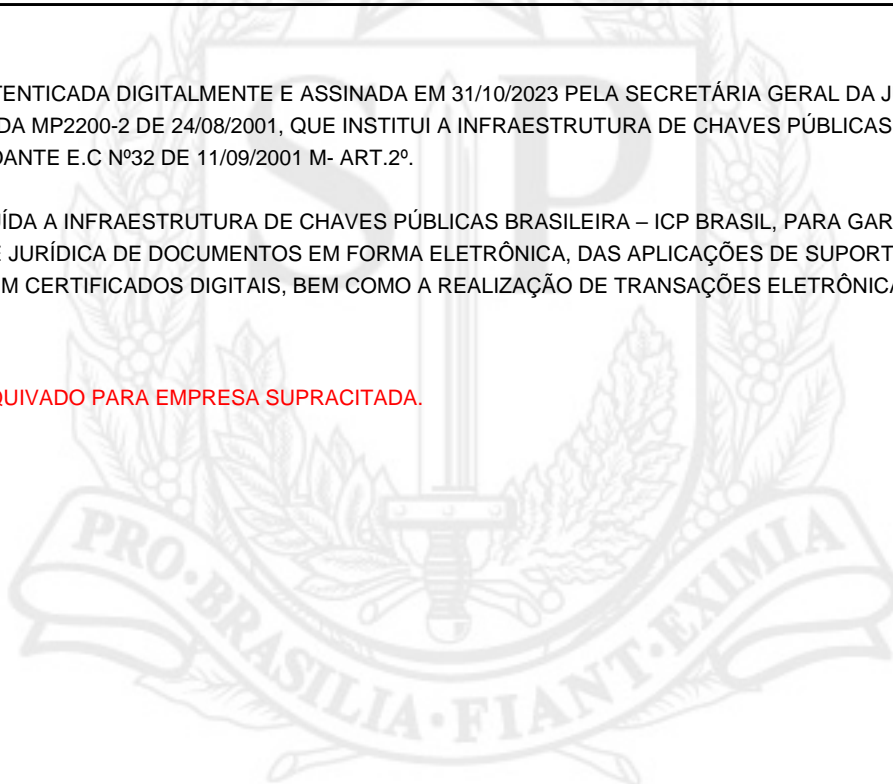 TENTICADA DIGITALMENTE E ASSINADA EM 31/10/2023 PELA SECRETÁRIA GERAL DA J
DA MP2200-2 DE 24/08/2001, QUE INSTITUI A INFRAESTRUTURA DE CHAVES PÚBLICAS
DANTE E.C Nº32 DE 11/09/2001 M- ART.2º.
ÍDA A INFRAESTRUTURA DE CHAVES PÚBLICAS BRASILEIRA – ICP BRASIL, PARA GAR
E JURÍDICA DE DOCUMENTOS EM FORMA ELETRÔNICA, DAS APLICAÇÕES DE SUPORT
M CERTIFICADOS DIGITAIS, BEM COMO A REALIZAÇÃO DE TRANSAÇÕES ELETRÔNICA
QUIVADO PARA EMPRESA SUPRACITADA.
SP
PRO·BRASILIA·FIANT·EXIMIA